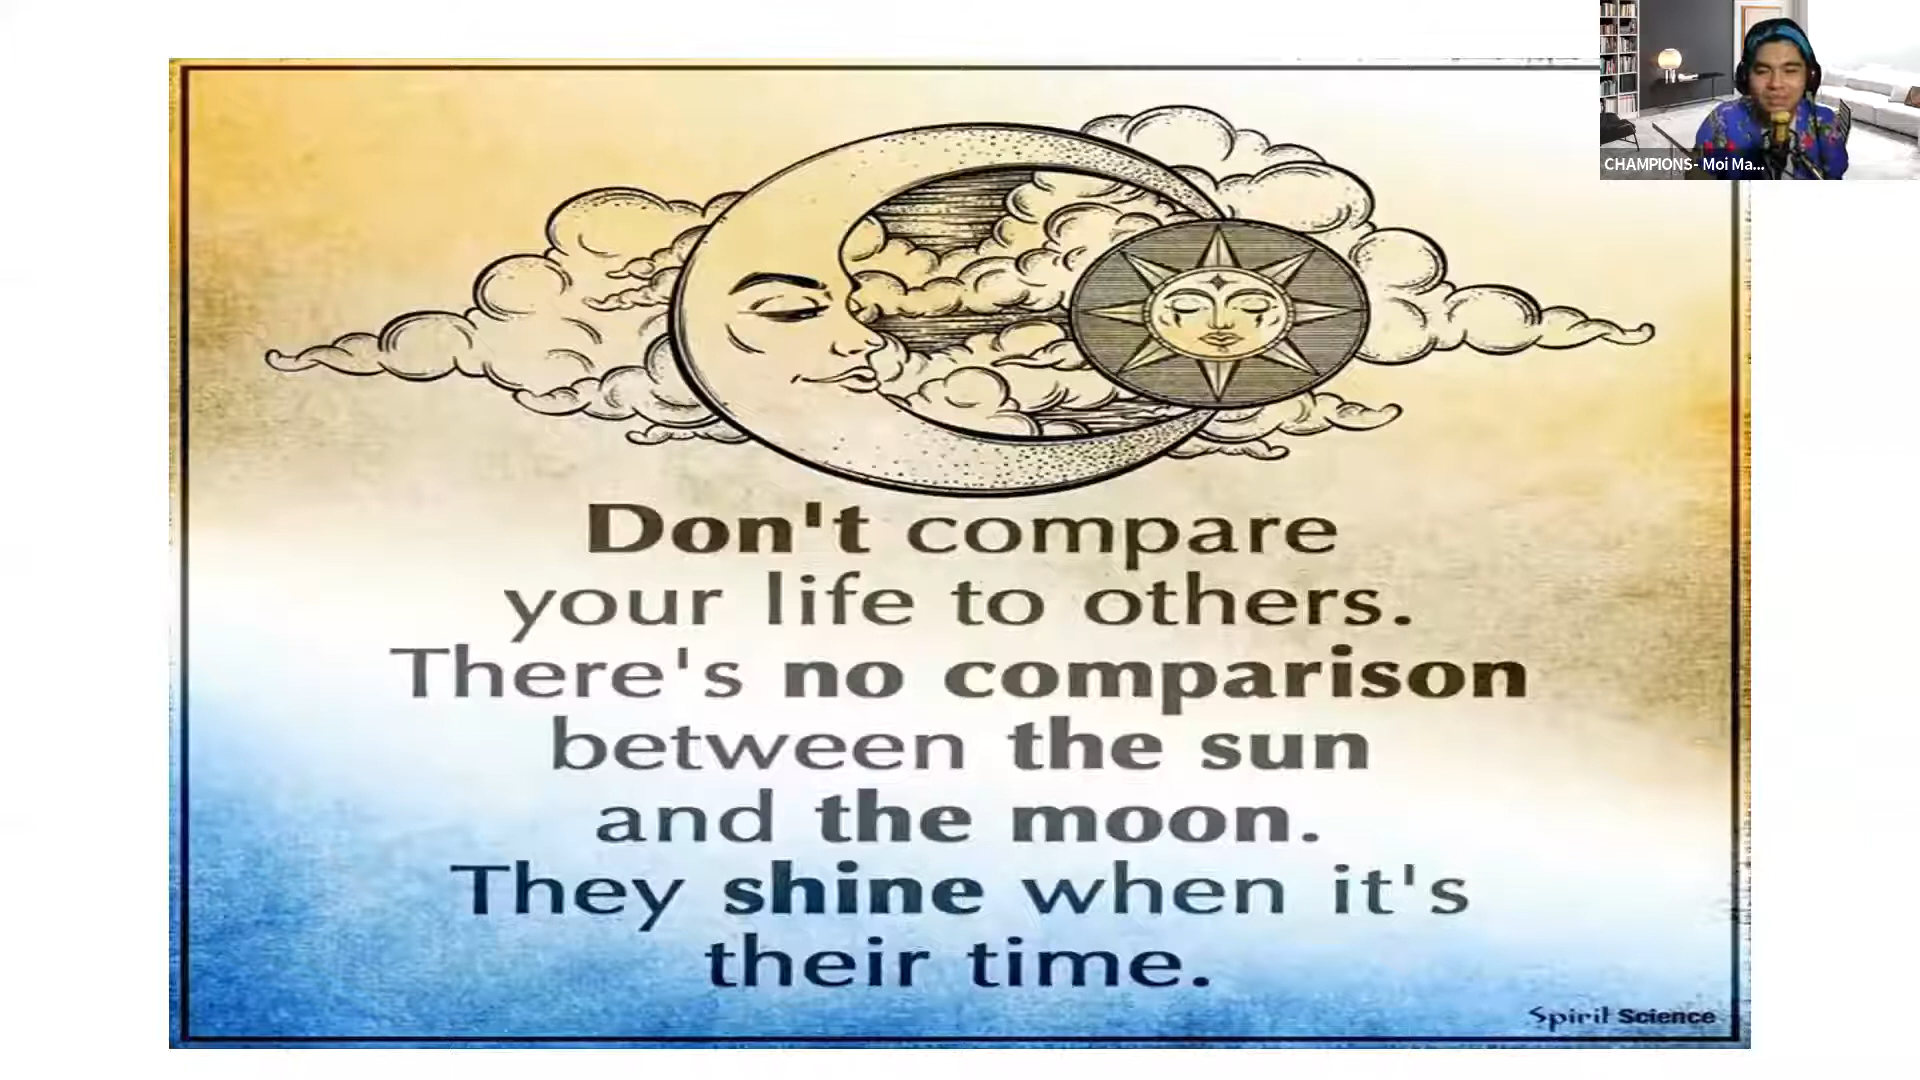 CHAMPIONS- Moi Ma...
Don't compare
your life to others.
There's no comparison
between the sun
and the moon.
They shine when it's
their time.
Spirit Science